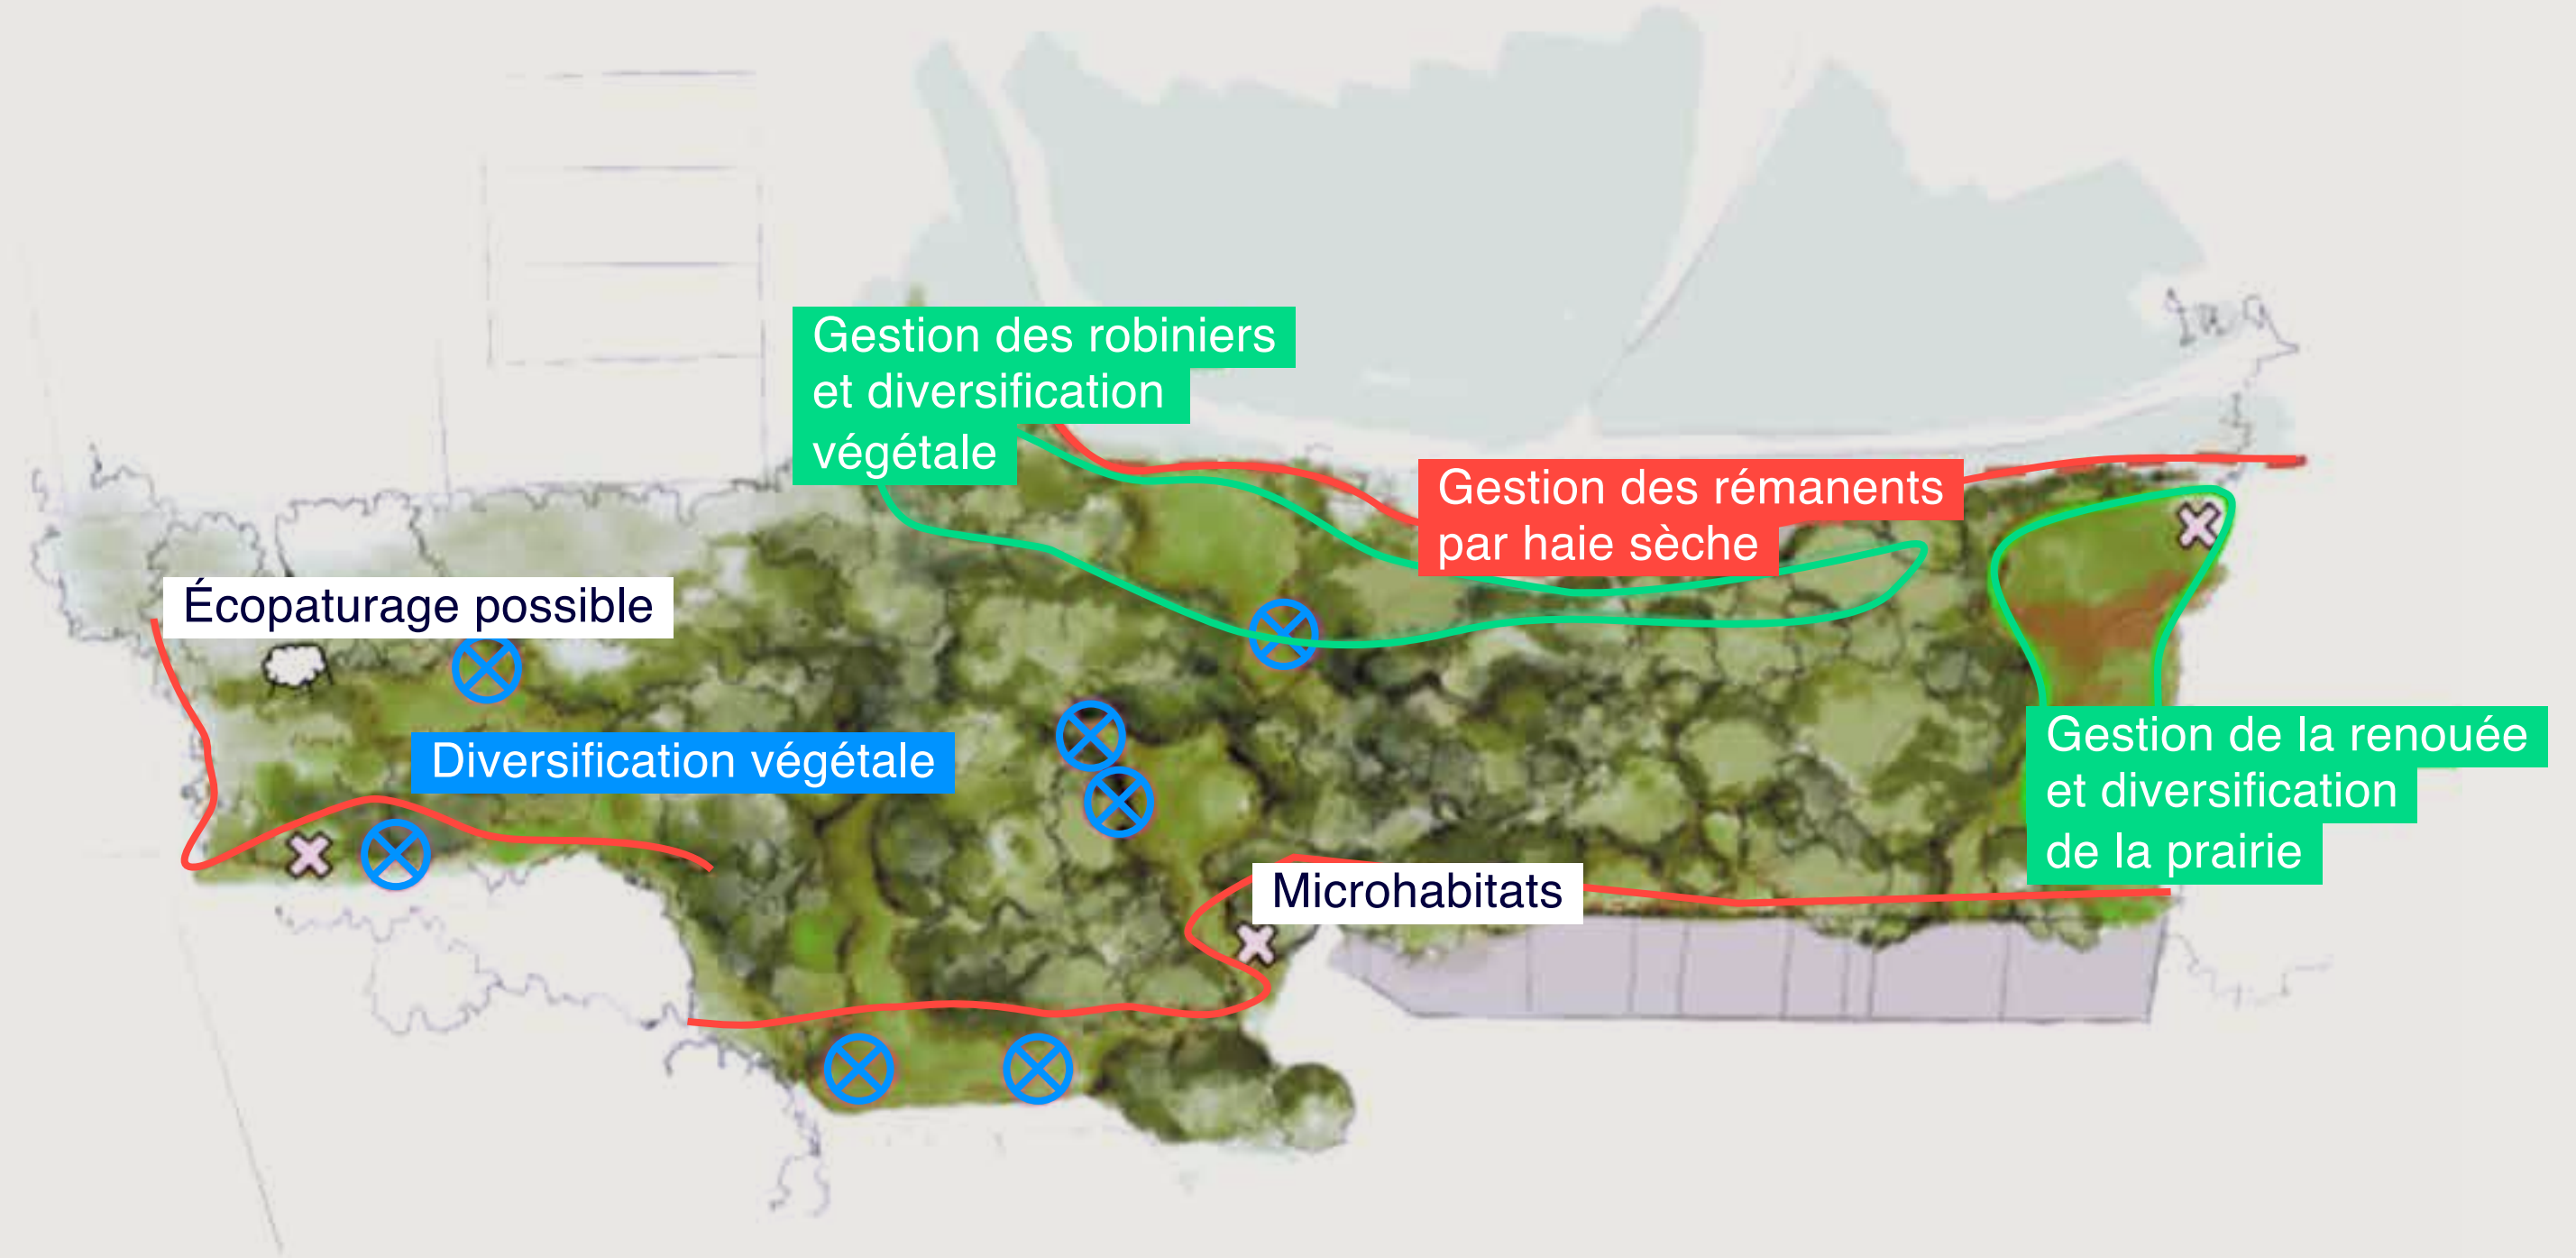 Gestion des robiniers
et diversification
végétale
Gestion des rémanents
par haie sèche
Écopaturage possible
Diversification végétale
Gestion de la renouée
et diversification
de la prairie
Microhabitats